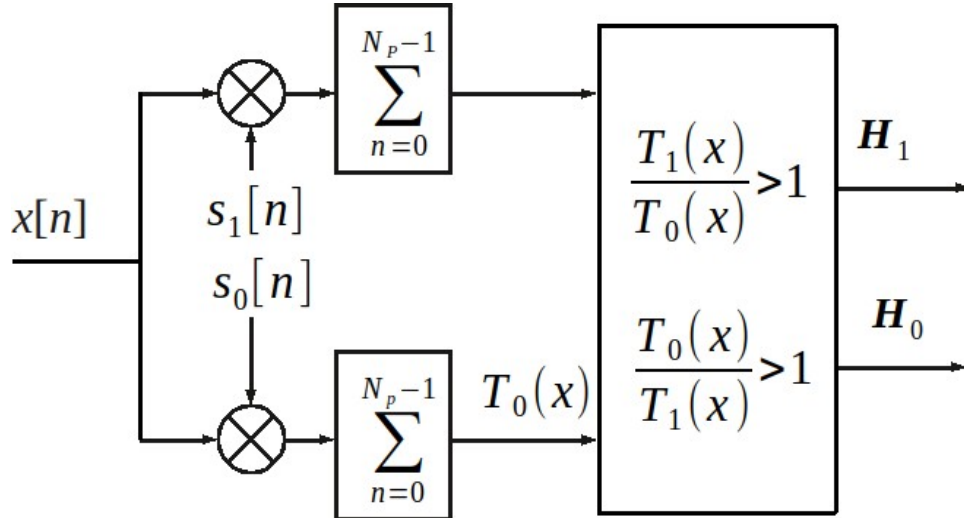 x[n]
N_P−1
∑
n=0
s_1[n]
s_0[n]
N_p−1
∑
n=0
T_0(x)
T_1(x)
T_0(x)
>1
T_0(x)
T_1(x)
>1
H_1
H_0